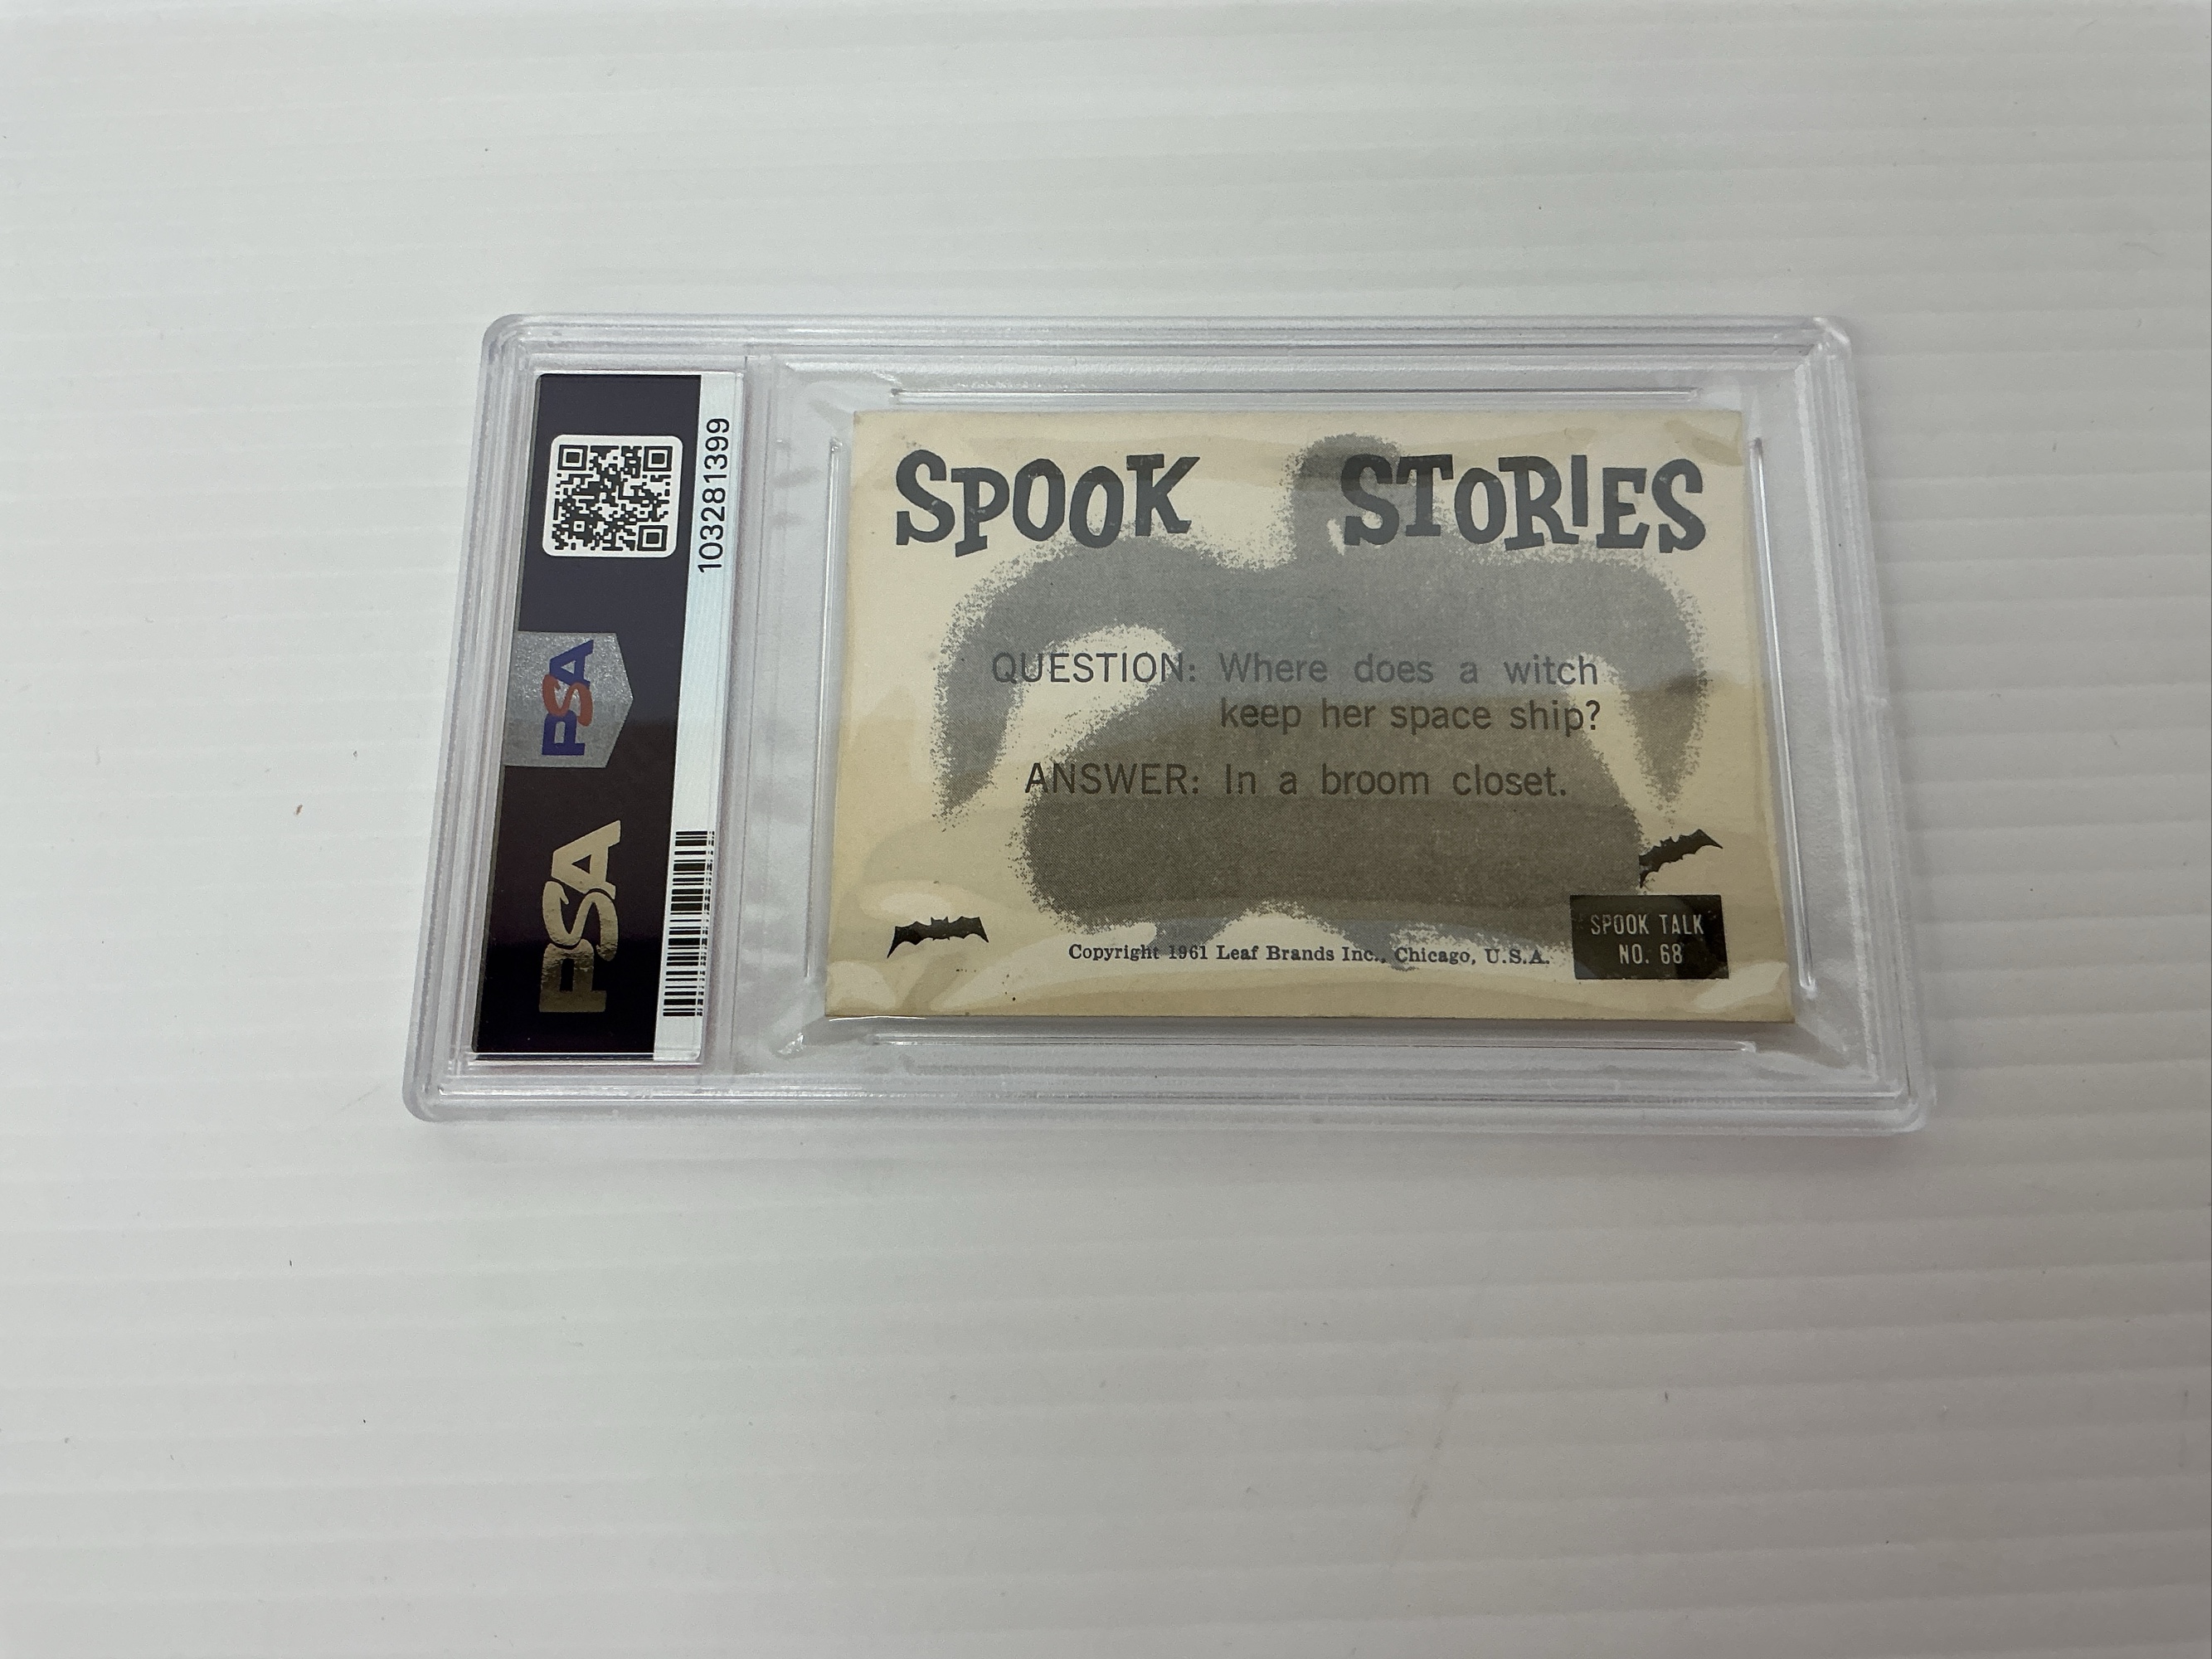 103281399
PSA
PSA
SPOOK STORIES
QUESTION: Where does a witch
keep her space ship?
ANSWER: In a broom closet.
Copyright 1961 Leaf Brands Inc., Chicago, U.S.A.
SPOOK TALK
NO. 68